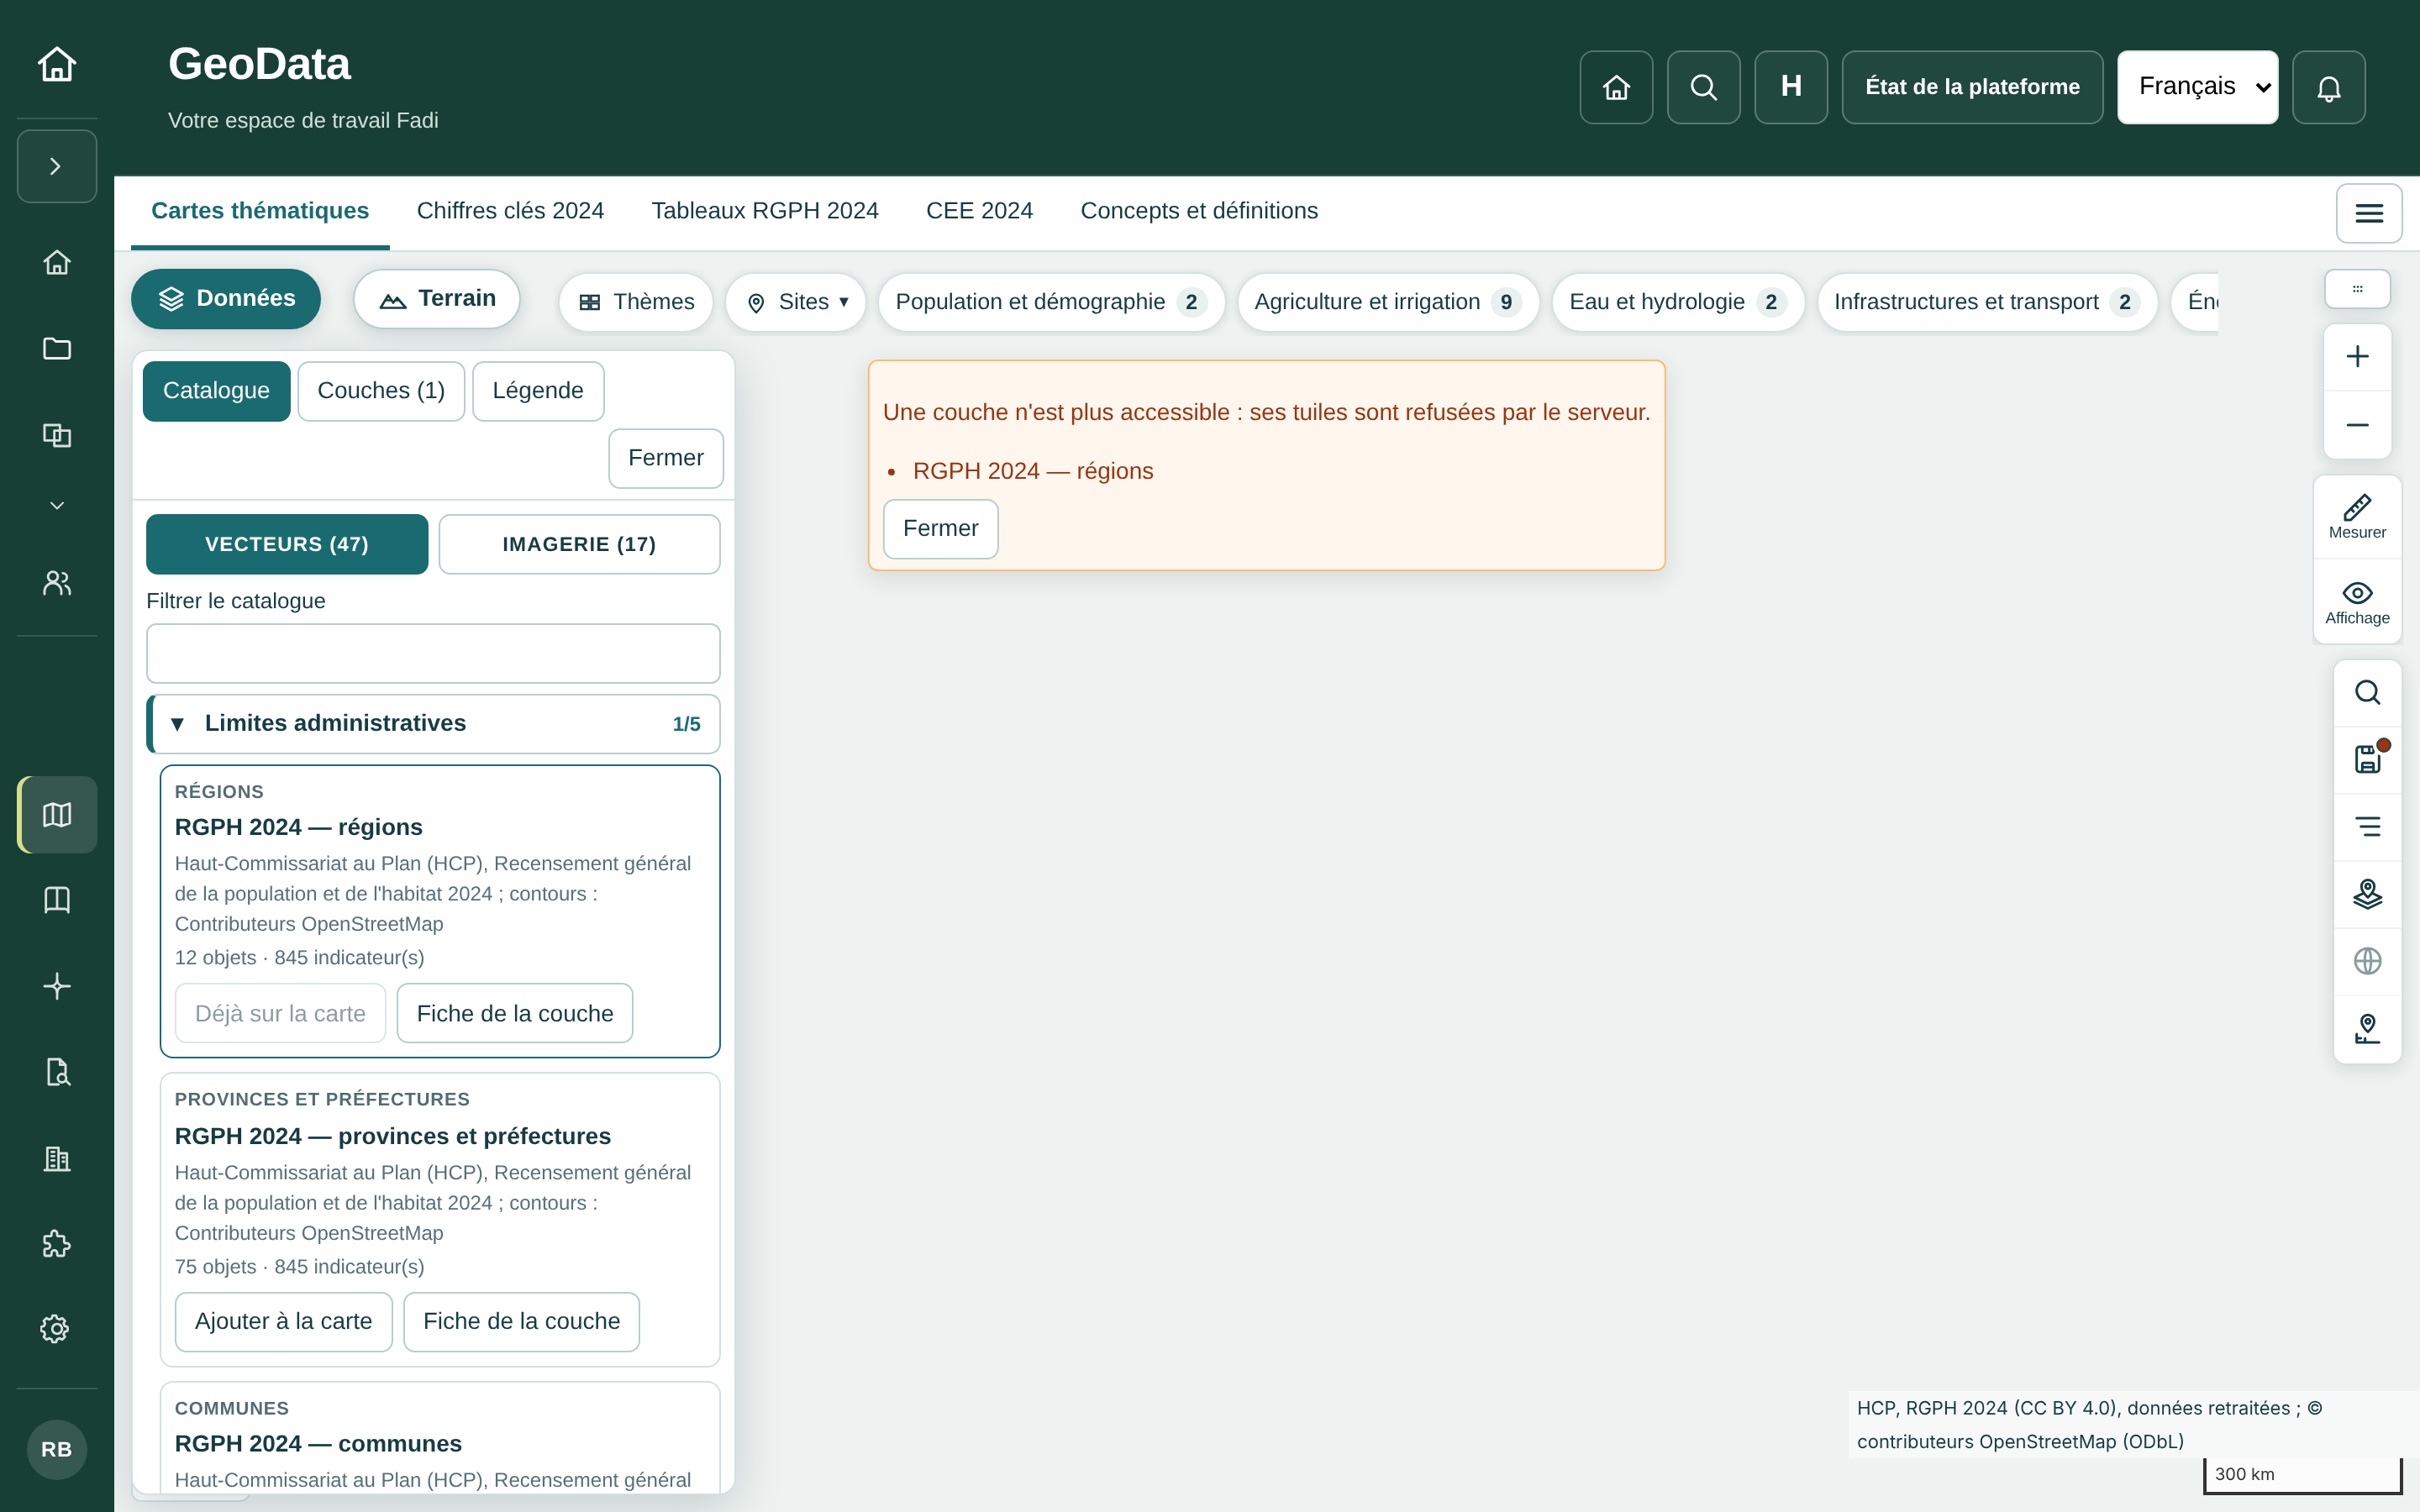 GeoData
Votre espace de travail Fadi
H
État de la plateforme
Français
Cartes thématiques
Chiffres clés 2024
Tableaux RGPH 2024
CEE 2024
Concepts et définitions
Données
Terrain
Thèmes
Sites
Population et démographie 2
Agriculture et irrigation 9
Eau et hydrologie 2
Infrastructures et transport 2
Catalogue
Couches (1)
Légende
Fermer
VECTEURS (47)
IMAGERIE (17)
Filtrer le catalogue
Limites administratives 1/5
RÉGIONS
RGPH 2024 — régions
Haut-Commissariat au Plan (HCP), Recensement général
de la population et de l'habitat 2024 ; contours :
Contributeurs OpenStreetMap
12 objets · 845 indicateur(s)
Déjà sur la carte
Fiche de la couche
PROVINCES ET PRÉFECTURES
RGPH 2024 — provinces et préfectures
Haut-Commissariat au Plan (HCP), Recensement général
de la population et de l'habitat 2024 ; contours :
Contributeurs OpenStreetMap
75 objets · 845 indicateur(s)
Ajouter à la carte
Fiche de la couche
COMMUNES
RGPH 2024 — communes
Haut-Commissariat au Plan (HCP), Recensement général
Une couche n'est plus accessible : ses tuiles sont refusées par le serveur.
• RGPH 2024 — régions
Fermer
Mesurer
Affichage
HCP, RGPH 2024 (CC BY 4.0), données retraitées ; ©
contributeurs OpenStreetMap (ODbL)
300 km
RB